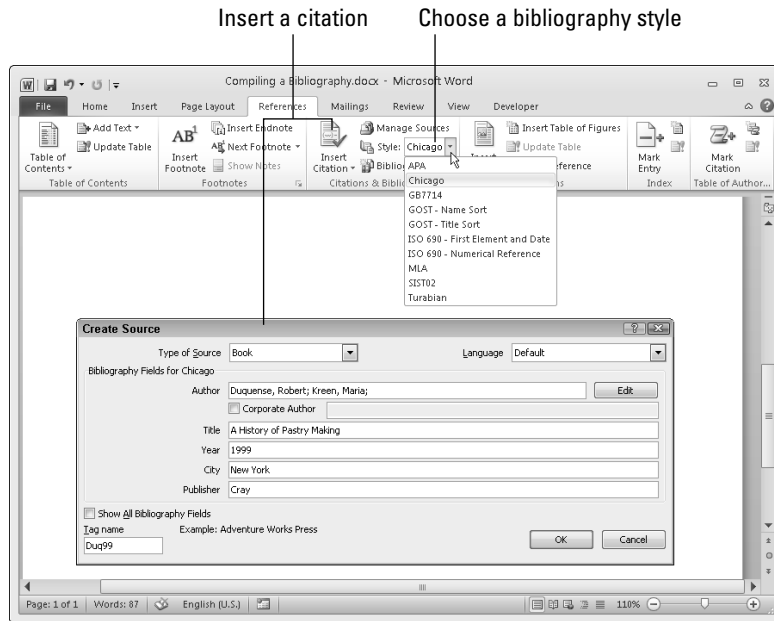 Insert a citation Choose a bibliography style
Compiling a Bibliography.docx - Microsoft Word
File Home Insert Page Layout References Mailings Review View Developer
Add Text Insert Endnote Manage Sources Insert Table of Figures
Update Table AB¹ Next Footnote Style: Chicago Update Table
Table of Contents Insert Footnote Show Notes Insert Citation Mark Entry Mark Citation
Table of Contents Footnotes Citations & Index Table of Author...
APA
Chicago
GB7714
GOST - Name Sort
GOST - Title Sort
ISO 690 - First Element and Date
ISO 690 - Numerical Reference
MLA
SIST02
Turabian
Create Source
Type of Source Book Language Default
Bibliography Fields for Chicago
Author Duquense, Robert; Kreen, Maria; Edit
Corporate Author
Title A History of Pastry Making
Year 1999
City New York
Publisher Cray
Show All Bibliography Fields
Tag name Example: Adventure Works Press
Duq99 OK Cancel
Page: 1 of 1 Words: 87 English (U.S.) 110%